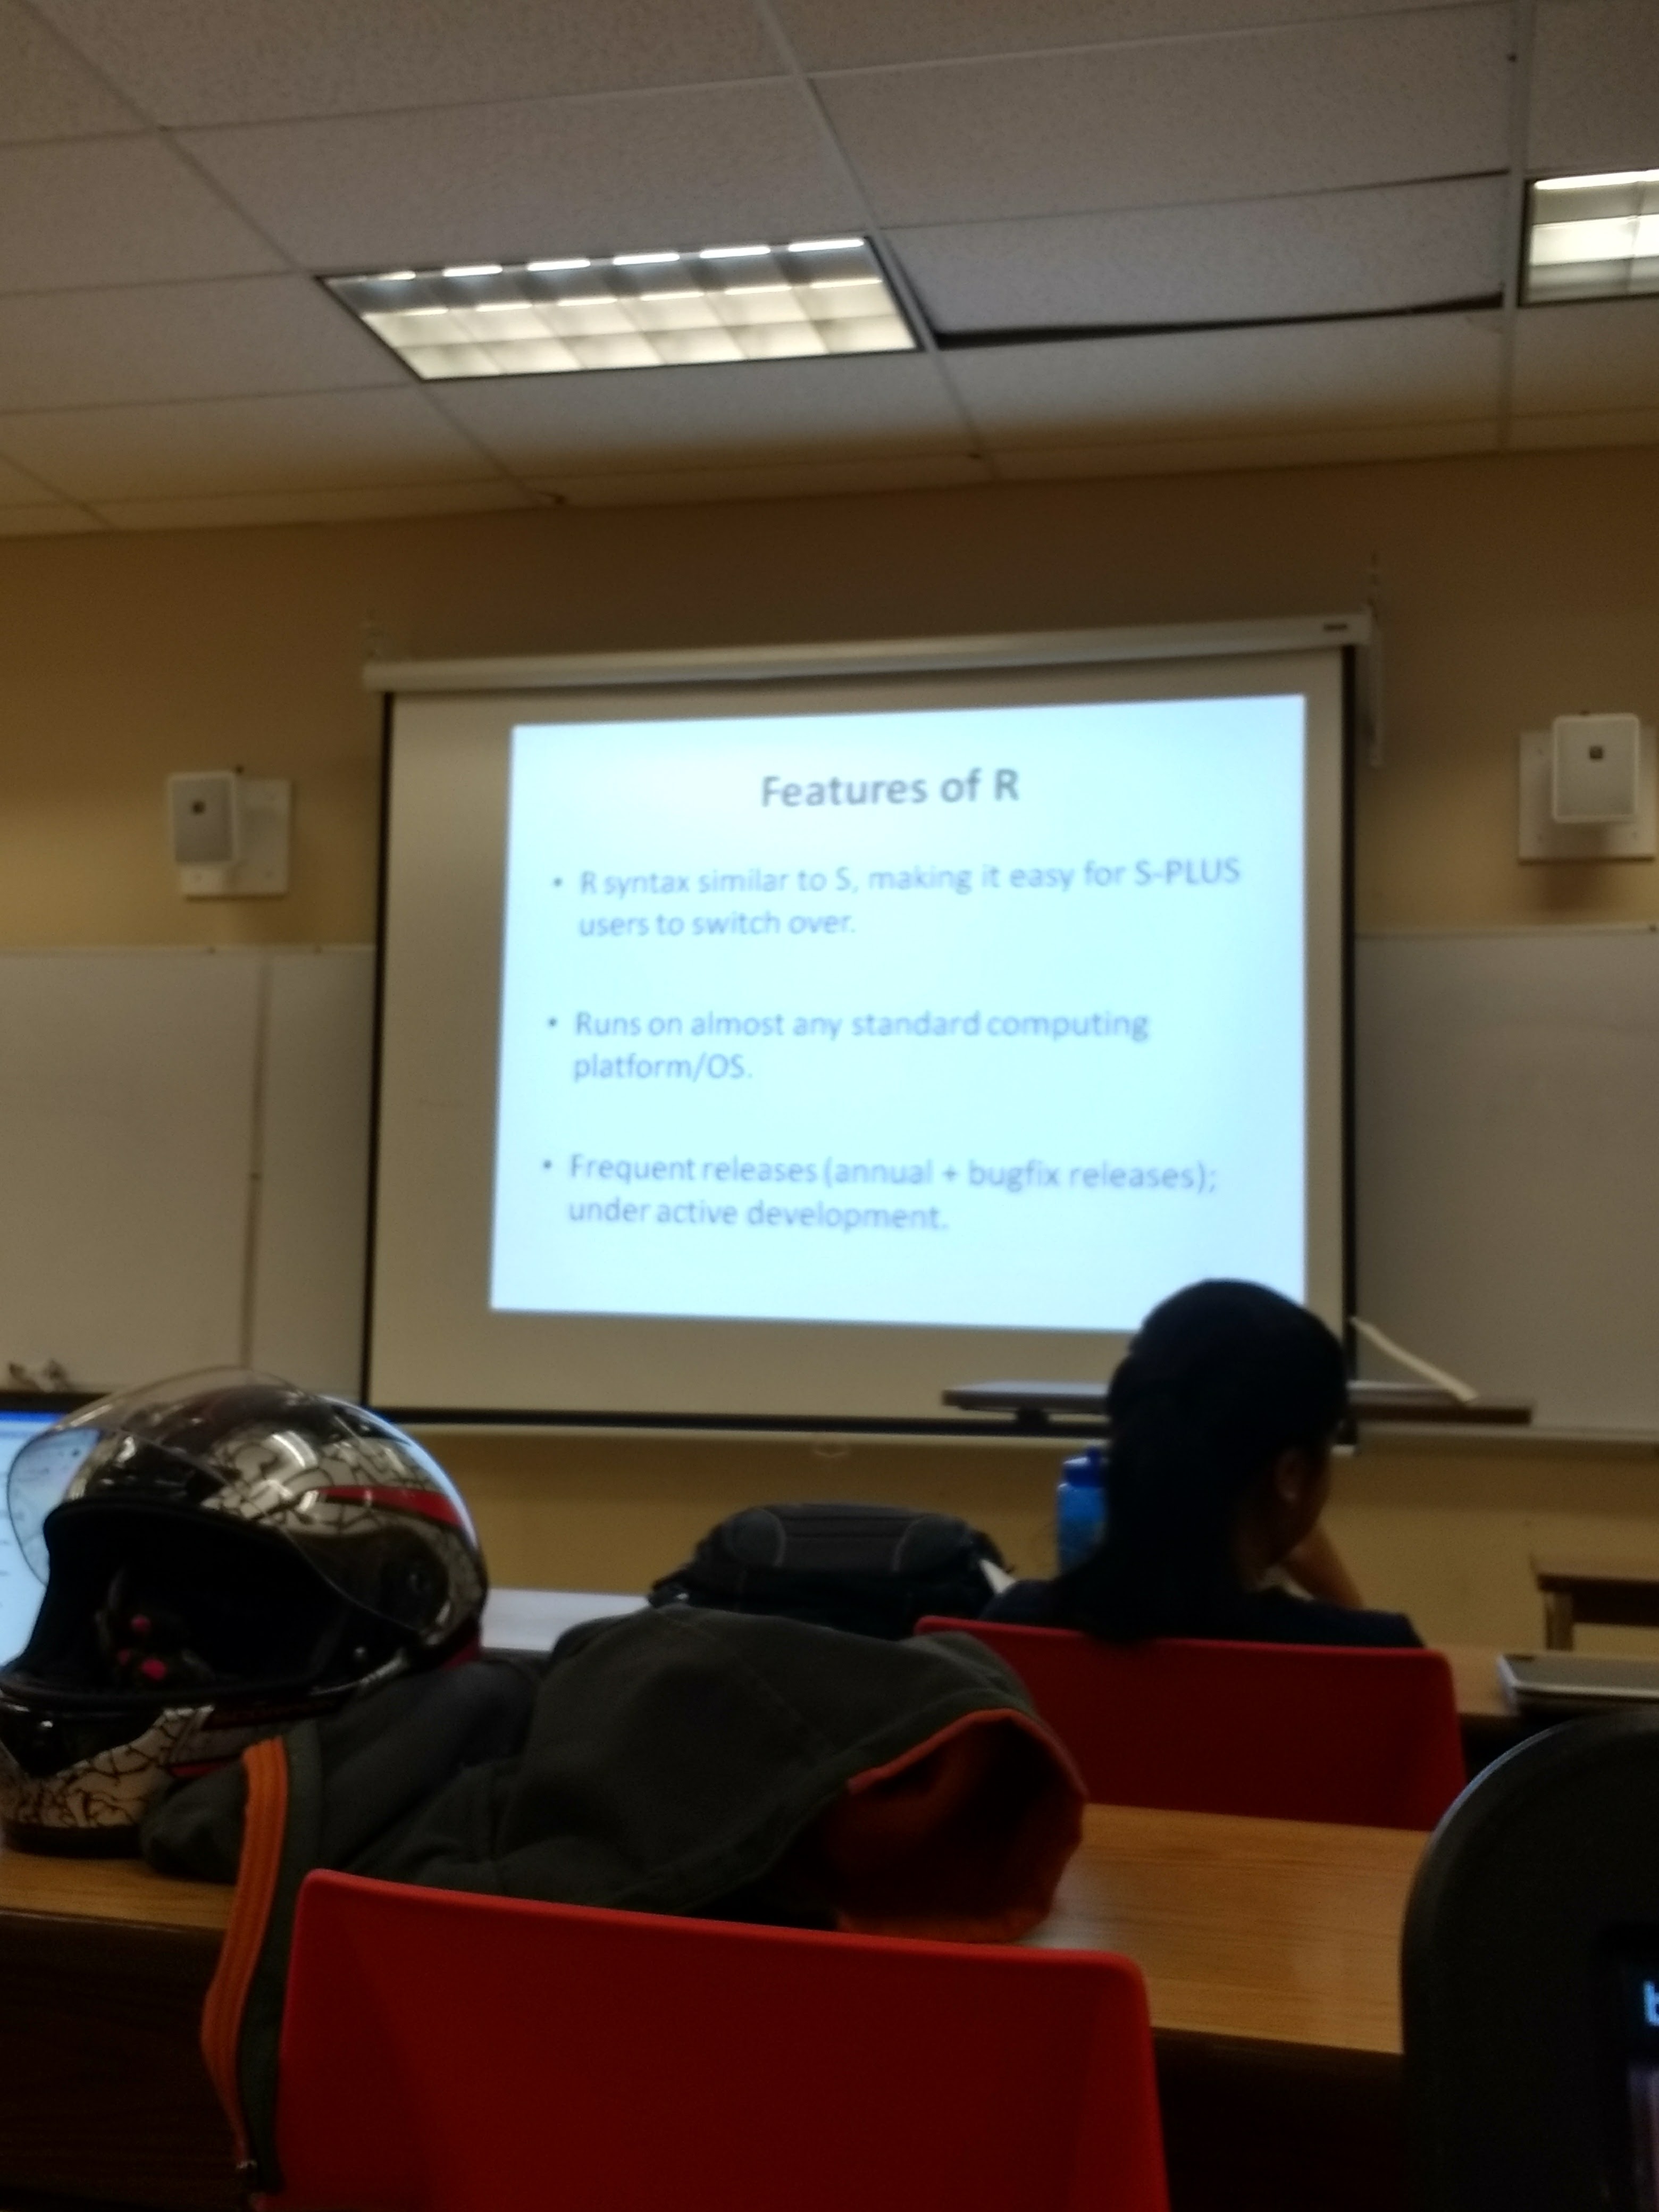 Features of R
• R syntax similar to S, making it easy for S-PLUS
users to switch over.
• Runs on almost any standard computing
platform/OS.
• Frequent releases (annual + bugfix releases);
under active development.